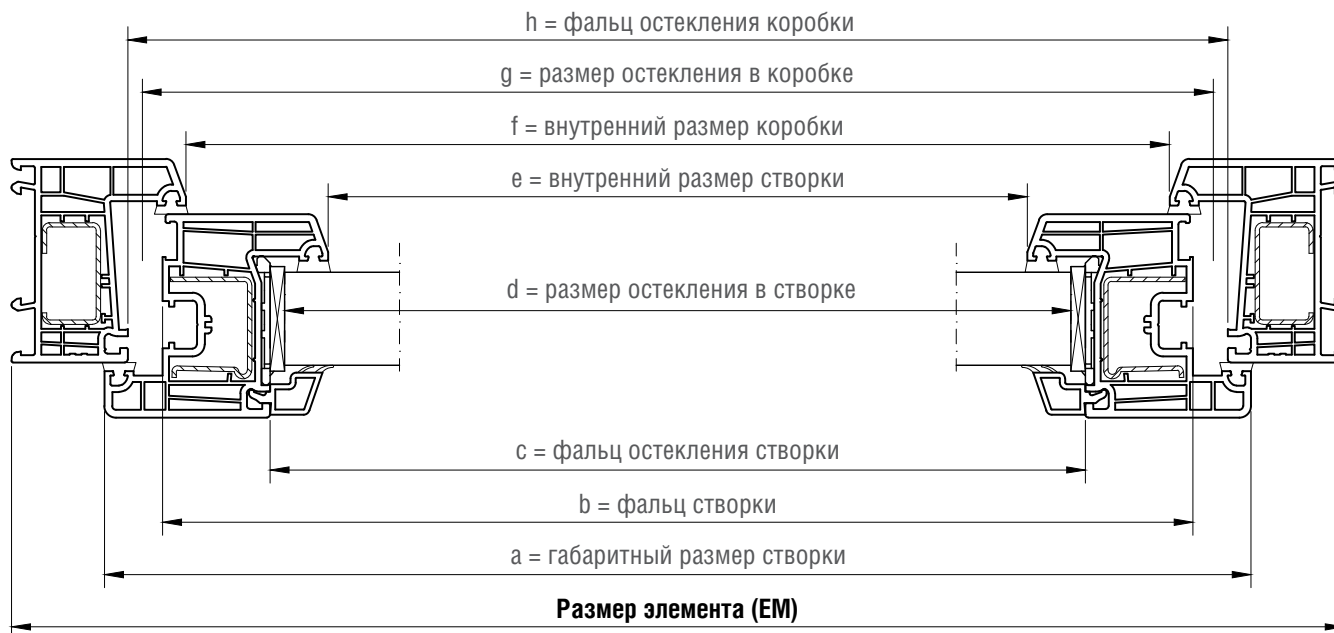 h = фальц остекления коробки
g = размер остекления в коробке
f = внутренний размер коробки
e = внутренний размер створки
d = размер остекления в створке
c = фальц остекления створки
b = фальц створки
a = габаритный размер створки
Размер элемента (EM)